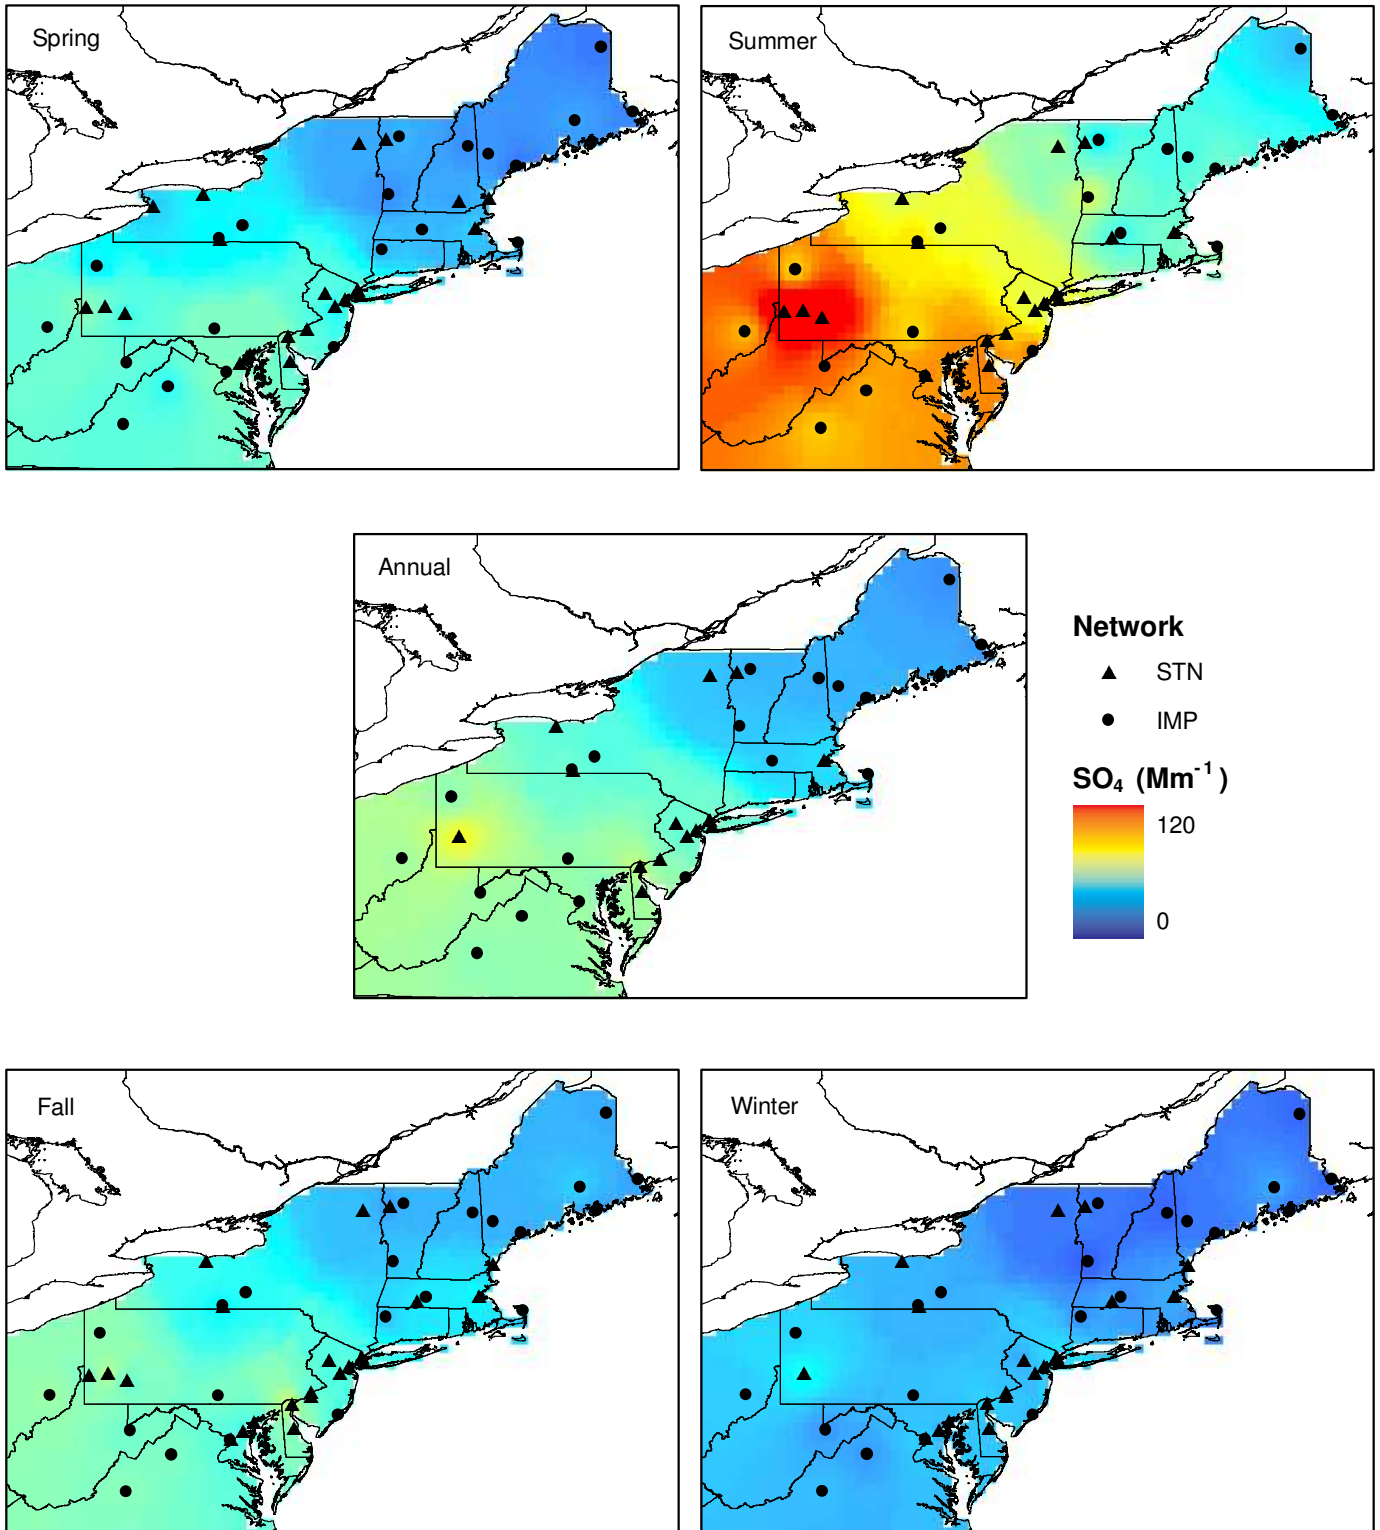 Spring
Summer
Annual
Network
STN
IMP
SO₄ (Mm⁻¹)
120
0
Fall
Winter